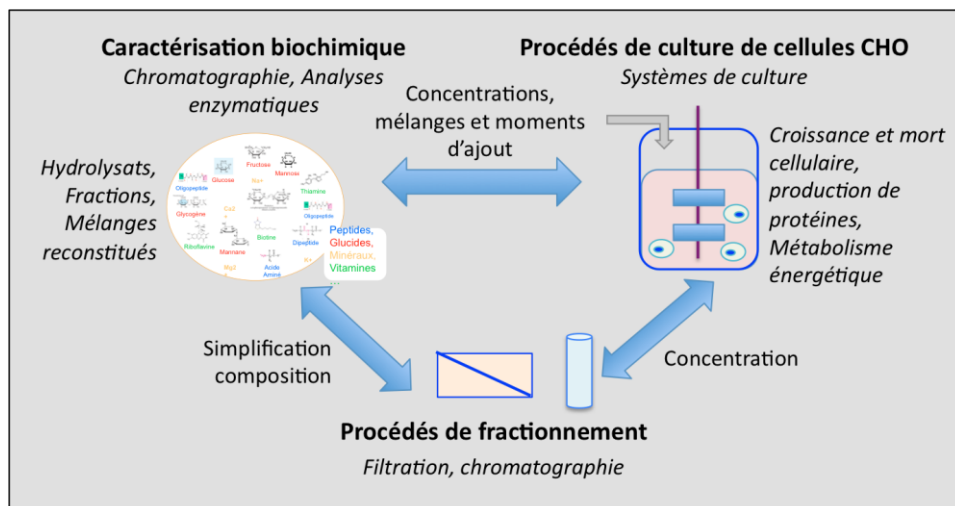 Caractérisation biochimique
Chromatographie, Analyses
enzymatiques
Procédés de culture de cellules CHO
Systèmes de culture
Concentrations,
mélanges et moments
d'ajout
Hydrolysats,
Fractions,
Mélanges
reconstitués
Fructose
Mannose
Glucose
Oligopeptide
Na+
Thiamine
Glycogène
Ca2
+
Oligopeptide
Riboflavine
Biotine
Mannane
Dipeptide
Mg2
Acide
Aminé
K+
Peptides,
Glucides,
Minéraux,
Vitamines
...
Croissance et mort
cellulaire,
production de
protéines,
Métabolisme
énergétique
Simplification
composition
Concentration
Procédés de fractionnement
Filtration, chromatographie